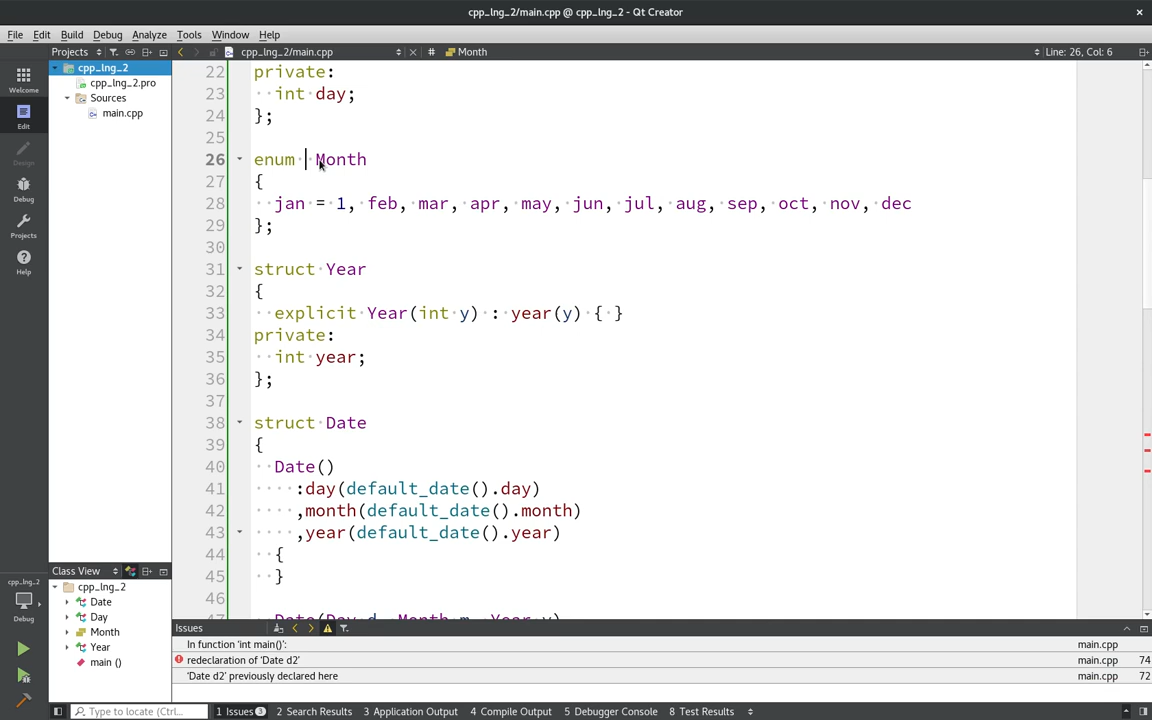 cpp_lng_2/main.cpp @ cpp_lng_2 - Qt Creator
File Edit Build Debug Analyze Tools Window Help
Projects cpp_lng_2/main.cpp # Month Line: 26, Col: 6
Welcome
Edit
Design
Debug
Projects
Help
cpp_lng_2
Debug
cpp_lng_2
cpp_lng_2.pro
Sources
main.cpp
22 private:
23 int day;
24 };
25
26 enum Month
27 {
28 jan = 1, feb, mar, apr, may, jun, jul, aug, sep, oct, nov, dec
29 };
30
31 struct Year
32 {
33 explicit Year(int y) : year(y) { }
34 private:
35 int year;
36 };
37
38 struct Date
39 {
40 Date()
41 :day(default_date().day)
42 ,month(default_date().month)
43 ,year(default_date().year)
44 {
45 }
46
47 Date(Day d, Month m, Year y)
Class View
cpp_lng_2
Date
Day
Month
Year
main ()
Issues
In function 'int main()': main.cpp
redeclaration of 'Date d2' main.cpp 74
'Date d2' previously declared here main.cpp 72
Type to locate (Ctrl... 1 Issues 3 2 Search Results 3 Application Output 4 Compile Output 5 Debugger Console 8 Test Results